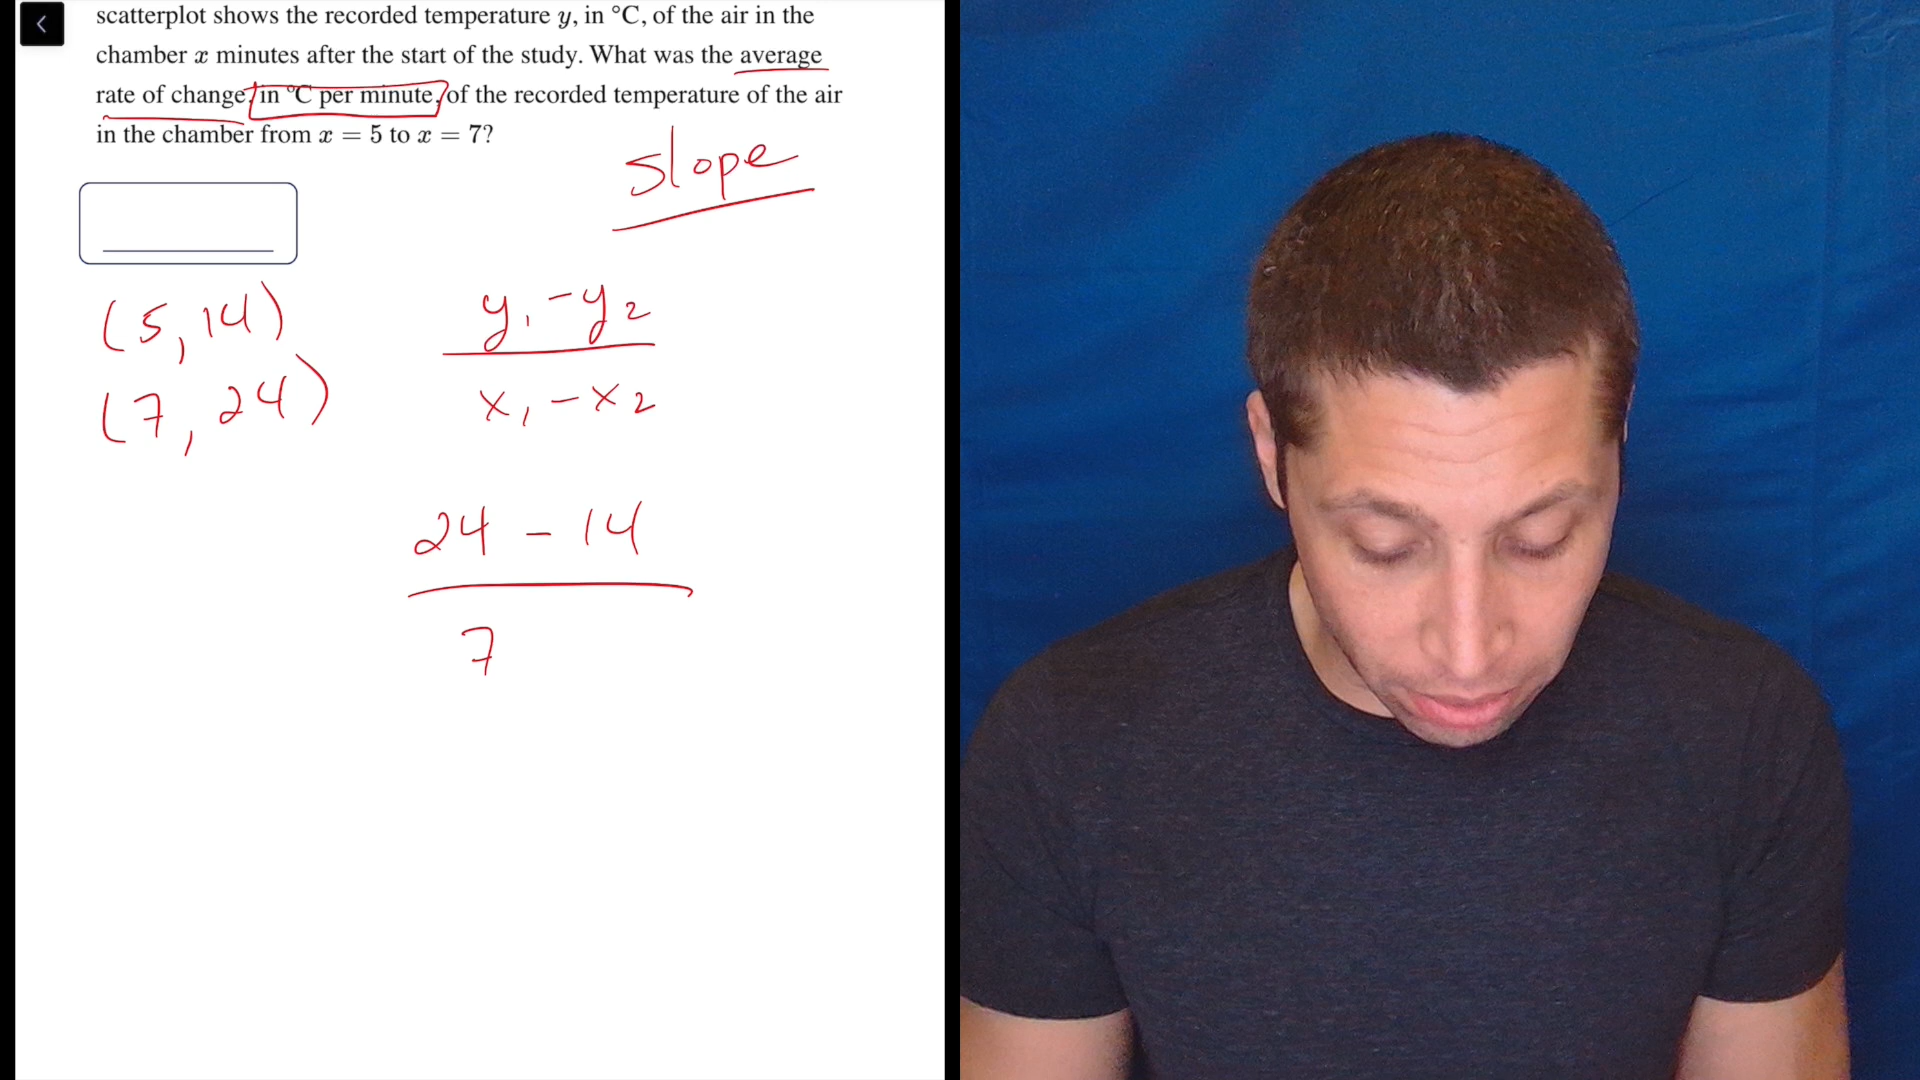 scatterplot shows the recorded temperature y, in °C, of the air in the
chamber x minutes after the start of the study. What was the average
rate of change, in °C per minute, of the recorded temperature of the air
in the chamber from x = 5 to x = 7?
slope
(5, 14)
(7, 24)
y₁ - y₂
x₁ - x₂
24 - 14
7